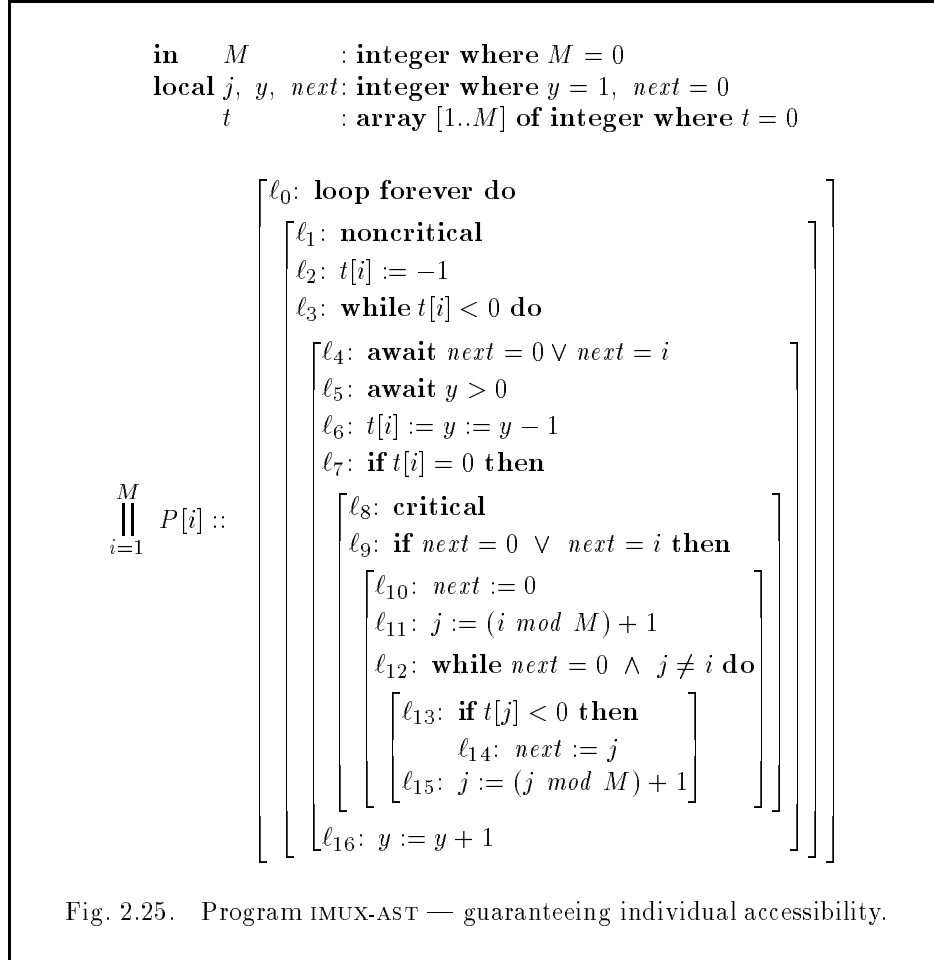 in M : integer where M = 0
local j, y, next: integer where y = 1, next = 0
t : array [1..M] of integer where t = 0
ℓ0: loop forever do
ℓ1: noncritical
ℓ2: t[i] := −1
ℓ3: while t[i] < 0 do
ℓ4: await next = 0 ∨ next = i
ℓ5: await y > 0
ℓ6: t[i] := y := y − 1
ℓ7: if t[i] = 0 then
M
|| P[i] ::
i=1
ℓ8: critical
ℓ9: if next = 0 ∨ next = i then
ℓ10: next := 0
ℓ11: j := (i mod M) + 1
ℓ12: while next = 0 ∧ j ≠ i do
ℓ13: if t[j] < 0 then
ℓ14: next := j
ℓ15: j := (j mod M) + 1
ℓ16: y := y + 1
Fig. 2.25. Program IMUX-AST — guaranteeing individual accessibility.